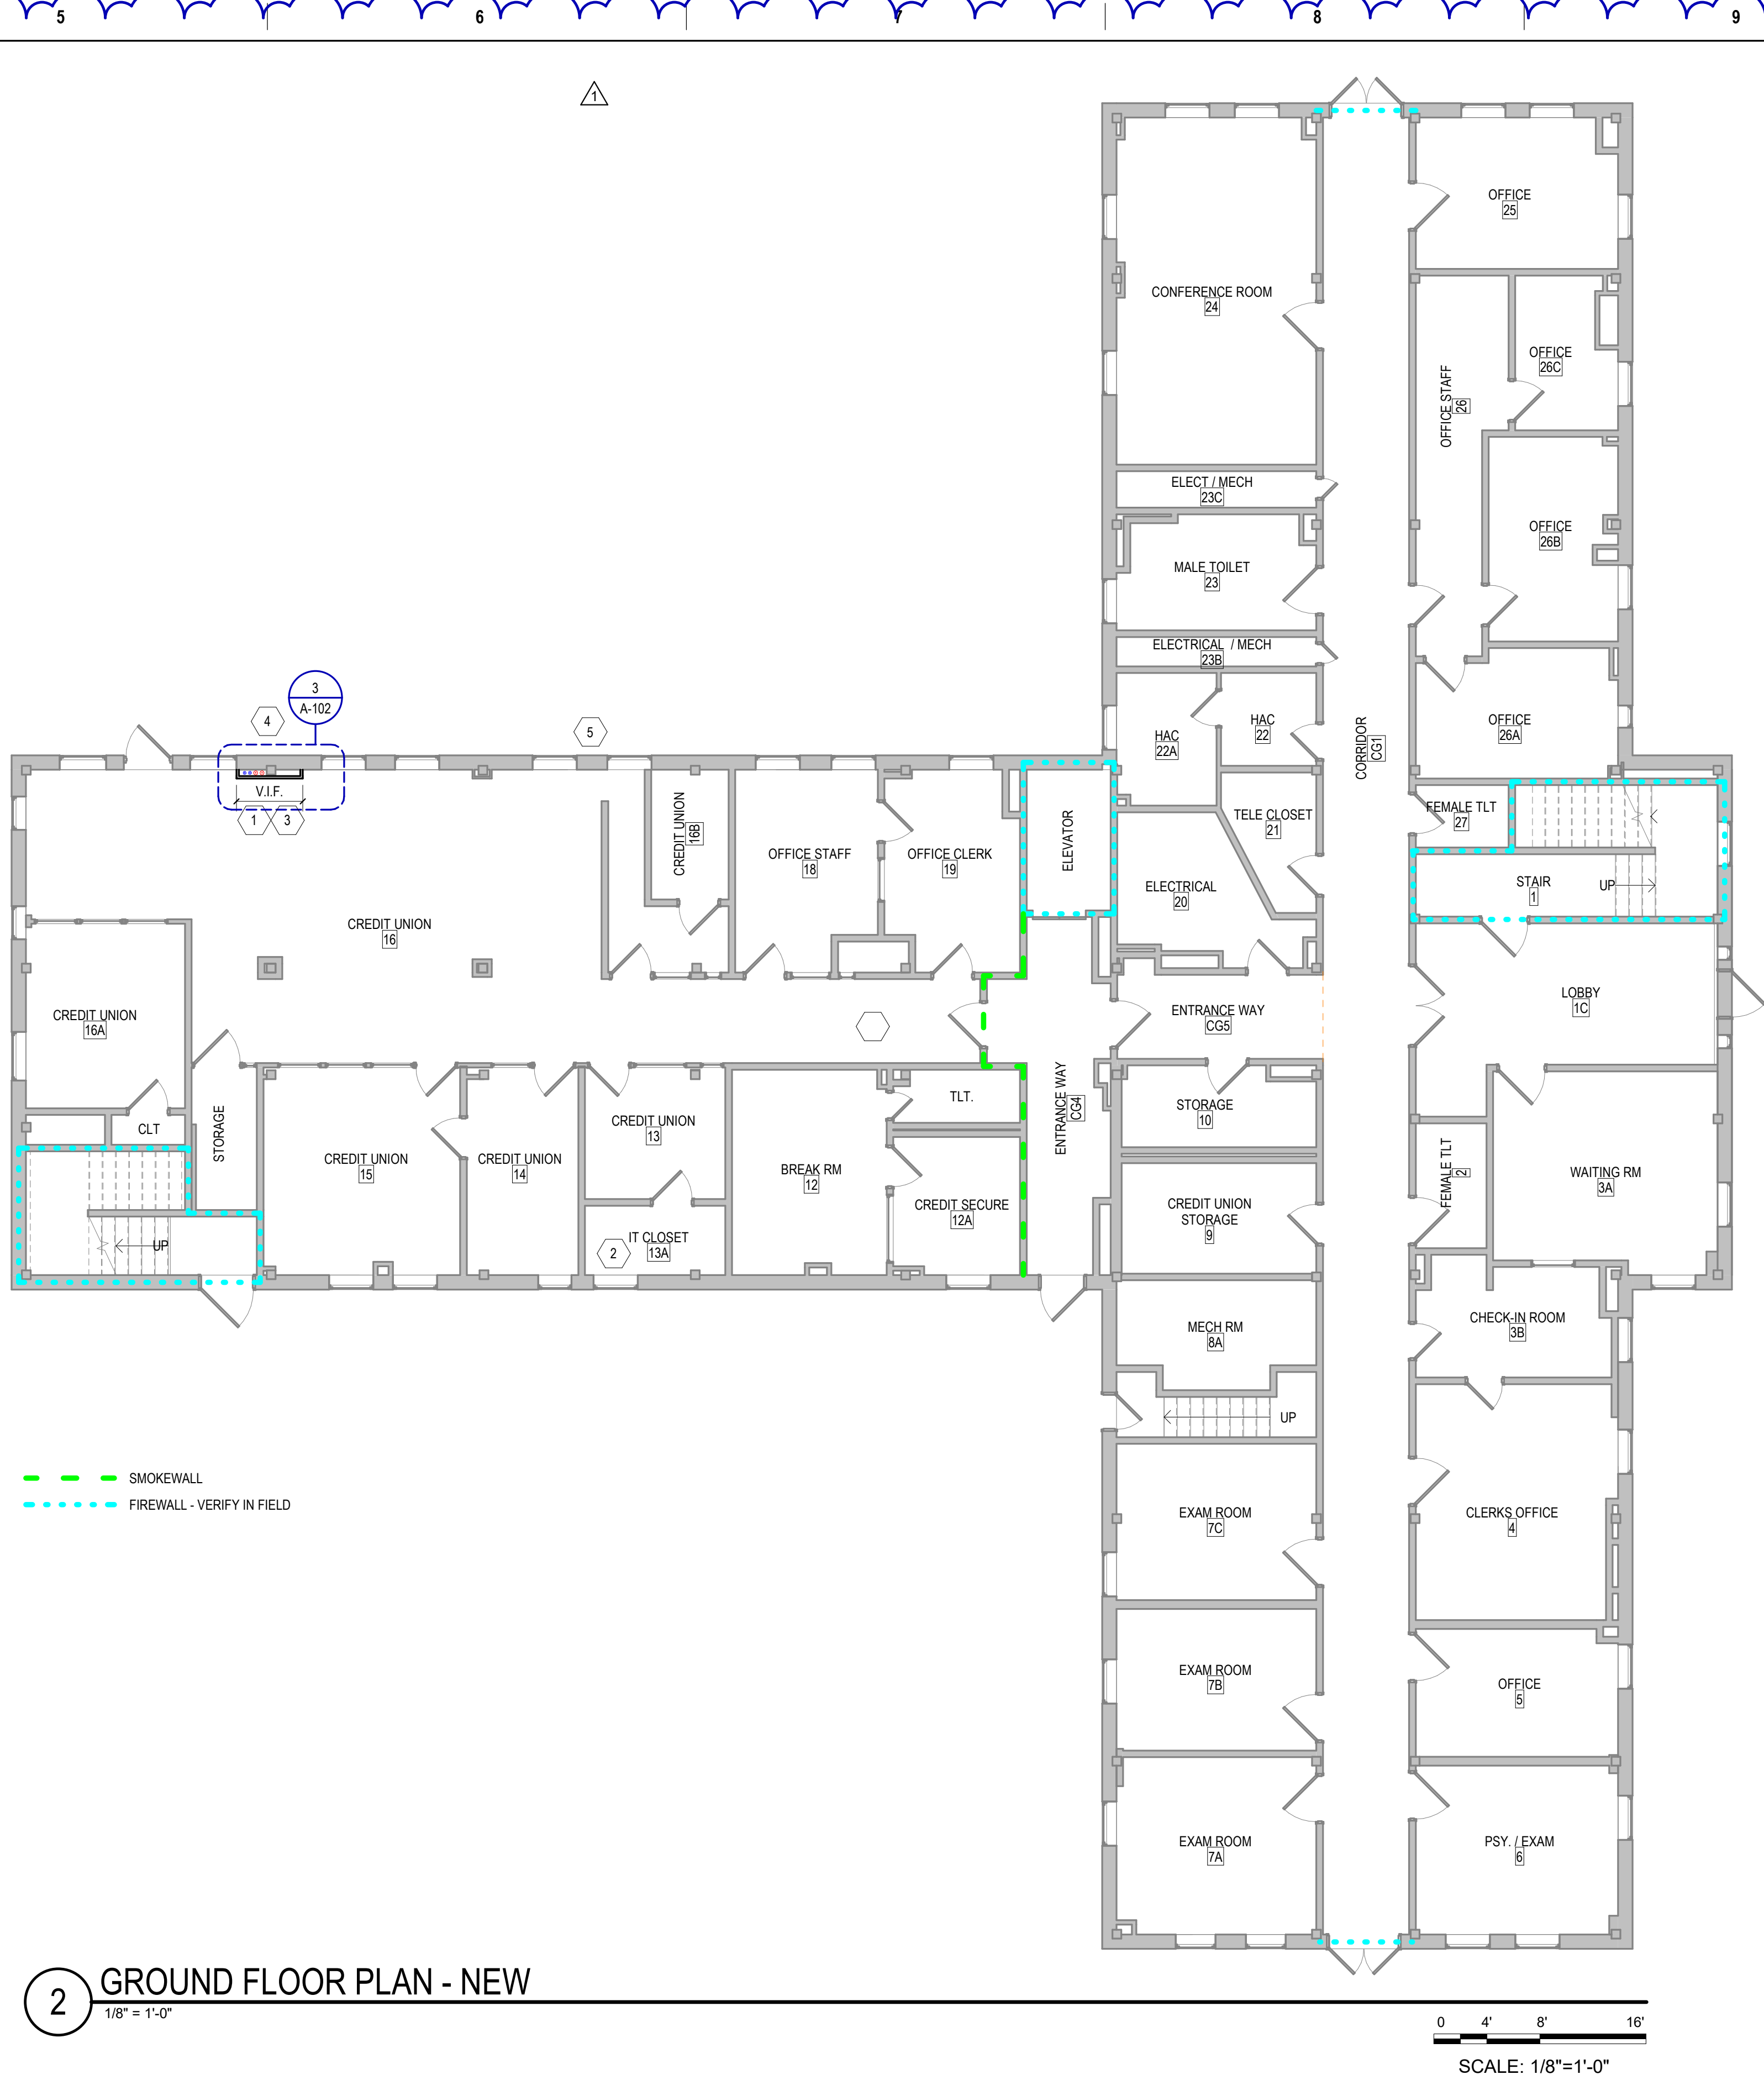 5 6 7 8 9
1
OFFICE
25
CONFERENCE ROOM
24
OFFICE
26C
OFFICE STAFF
26
ELECT / MECH
23C
OFFICE
26B
MALE TOILET
23
ELECTRICAL / MECH
23B
3
A-102
4
5
HAC
22A
HAC
22
CORRIDOR
CG1
OFFICE
26A
V.I.F.
1
3
CREDIT UNION
16B
OFFICE STAFF
18
OFFICE CLERK
19
ELEVATOR
TELE CLOSET
21
FEMALE TLT
27
ELECTRICAL
20
STAIR
1
UP
CREDIT UNION
16
CREDIT UNION
16A
ENTRANCE WAY
CG5
LOBBY
1C
CLT
STORAGE
CREDIT UNION
15
CREDIT UNION
14
CREDIT UNION
13
BREAK RM
12
TLT.
ENTRANCE WAY
CG4
STORAGE
10
CREDIT SECURE
12A
CREDIT UNION
STORAGE
9
FEMALE TLT
2
WAITING RM
3A
UP
2
IT CLOSET
13A
MECH RM
8A
CHECK-IN ROOM
3B
UP
SMOKEWALL
FIREWALL - VERIFY IN FIELD
EXAM ROOM
7C
CLERKS OFFICE
4
EXAM ROOM
7B
OFFICE
5
EXAM ROOM
7A
PSY. / EXAM
6
2
GROUND FLOOR PLAN - NEW
1/8" = 1'-0"
0 4' 8' 16'
SCALE: 1/8"=1'-0"